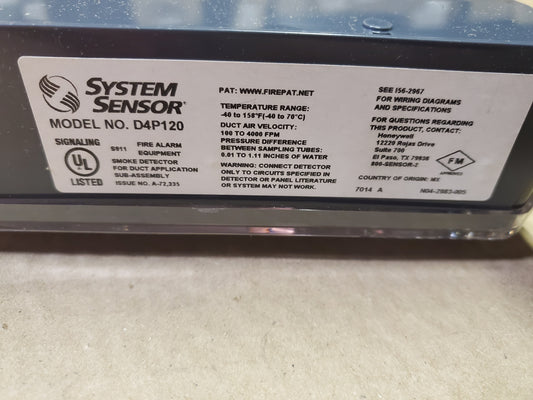 SYSTEM
SENSOR
MODEL NO. D4P120
SIGNALING
UL
LISTED
S911
FIRE ALARM
EQUIPMENT
SMOKE DETECTOR
FOR DUCT APPLICATION
SUB-ASSEMBLY
ISSUE NO. A-72,335
PAT: WWW.FIREPAT.NET
TEMPERATURE RANGE:
-40 to 158°F(-40 to 70°C)
DUCT AIR VELOCITY:
100 TO 4000 FPM
PRESSURE DIFFERENCE
BETWEEN SAMPLING TUBES:
0.01 TO 1.11 INCHES OF WATER
WARNING: CONNECT DETECTOR
ONLY TO CIRCUITS SPECIFIED IN
DETECTOR OR PANEL LITERATURE
OR SYSTEM MAY NOT WORK.
SEE I56-2967
FOR WIRING DIAGRAMS
AND SPECIFICATIONS
FOR QUESTIONS REGARDING
THIS PRODUCT, CONTACT:
Honeywell
12220 Rojas Drive
Suite 700
El Paso, TX 79936
800-SENSOR-2
FM
APPROVED
COUNTRY OF ORIGIN: MX
7014 A
N04-2983-005